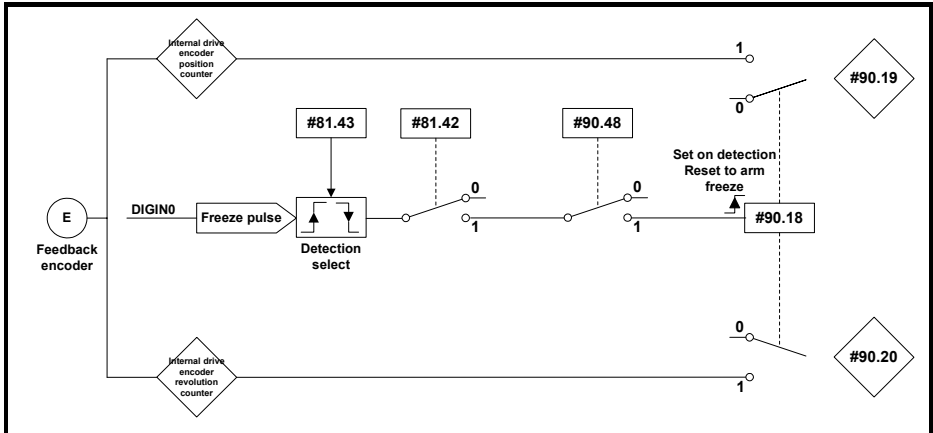 Internal drive
encoder
position
counter
1
#90.19
0
#81.43
#81.42
#90.48
Set on detection
Reset to arm
freeze
0
0
E
DIGIN0
Freeze pulse
1
1
#90.18
Feedback
encoder
Detection
select
0
Internal drive
encoder
revolution
counter
#90.20
1